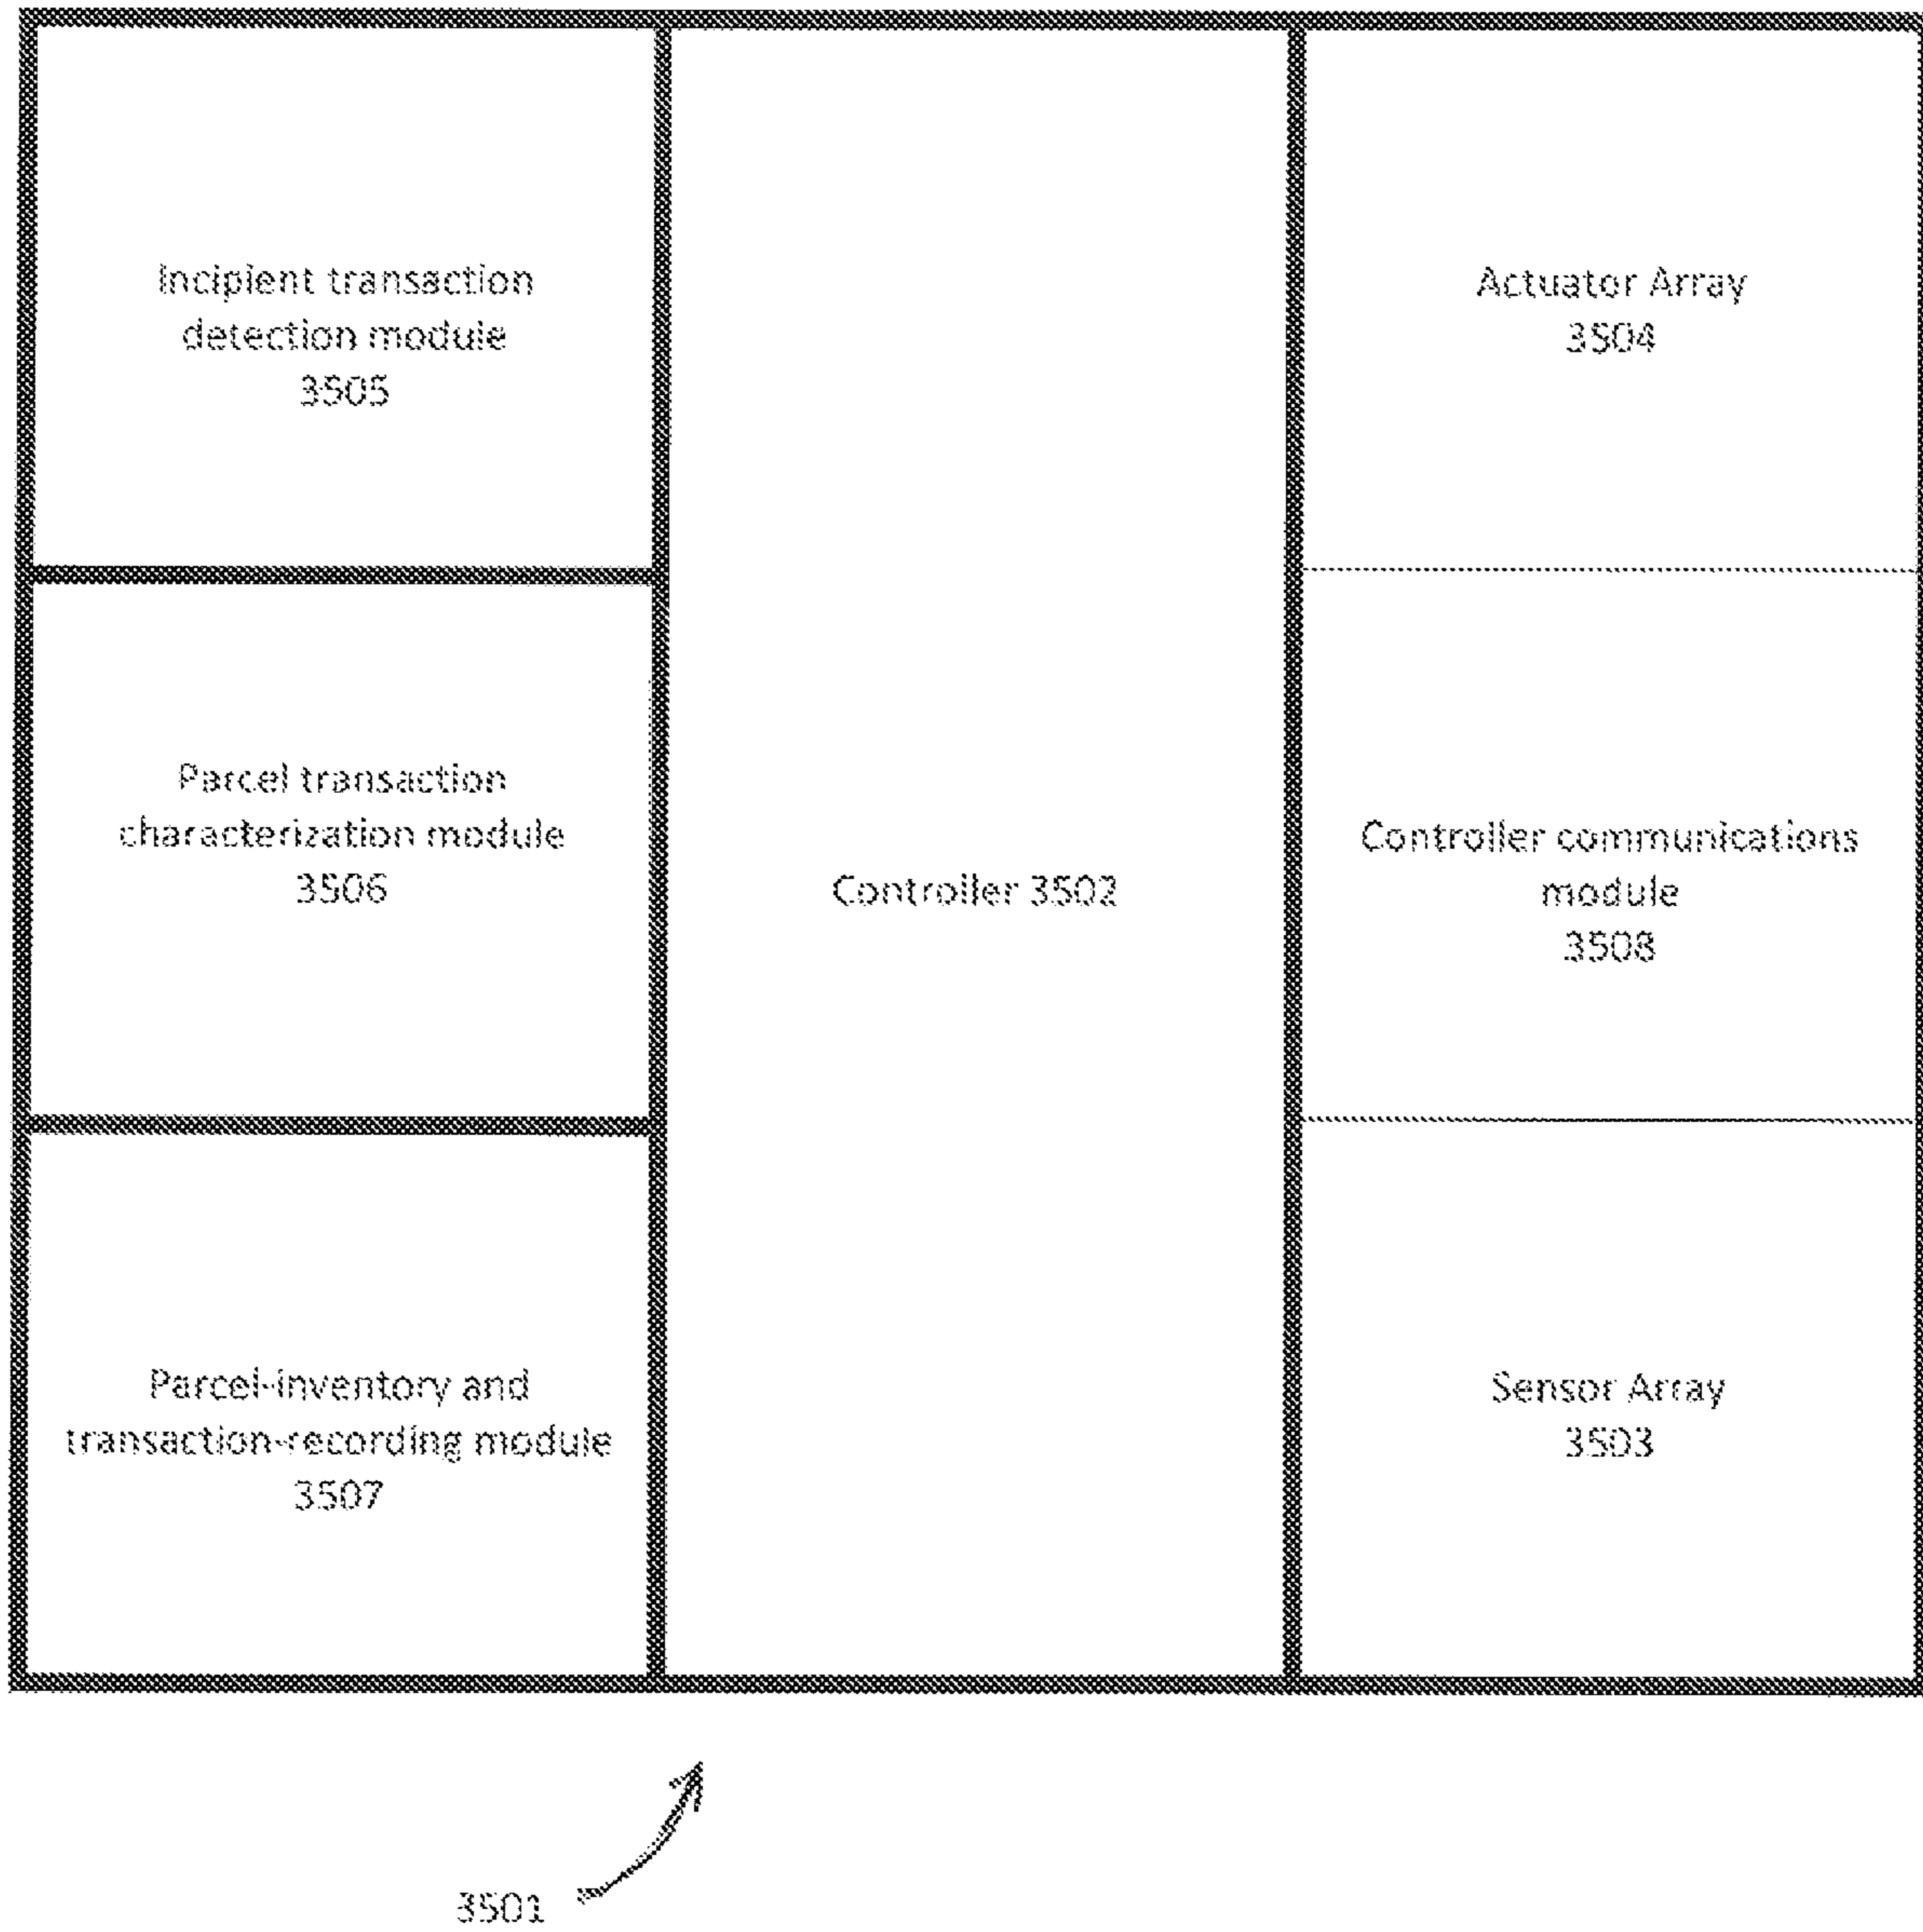 Incipient transaction
detection module
3505
Parcel transaction
characterization module
3506
Parcel-inventory and
transaction-recording module
3507
Controller 3502
Actuator Array
3504
Controller communications
module
3508
Sensor Array
3503
3501